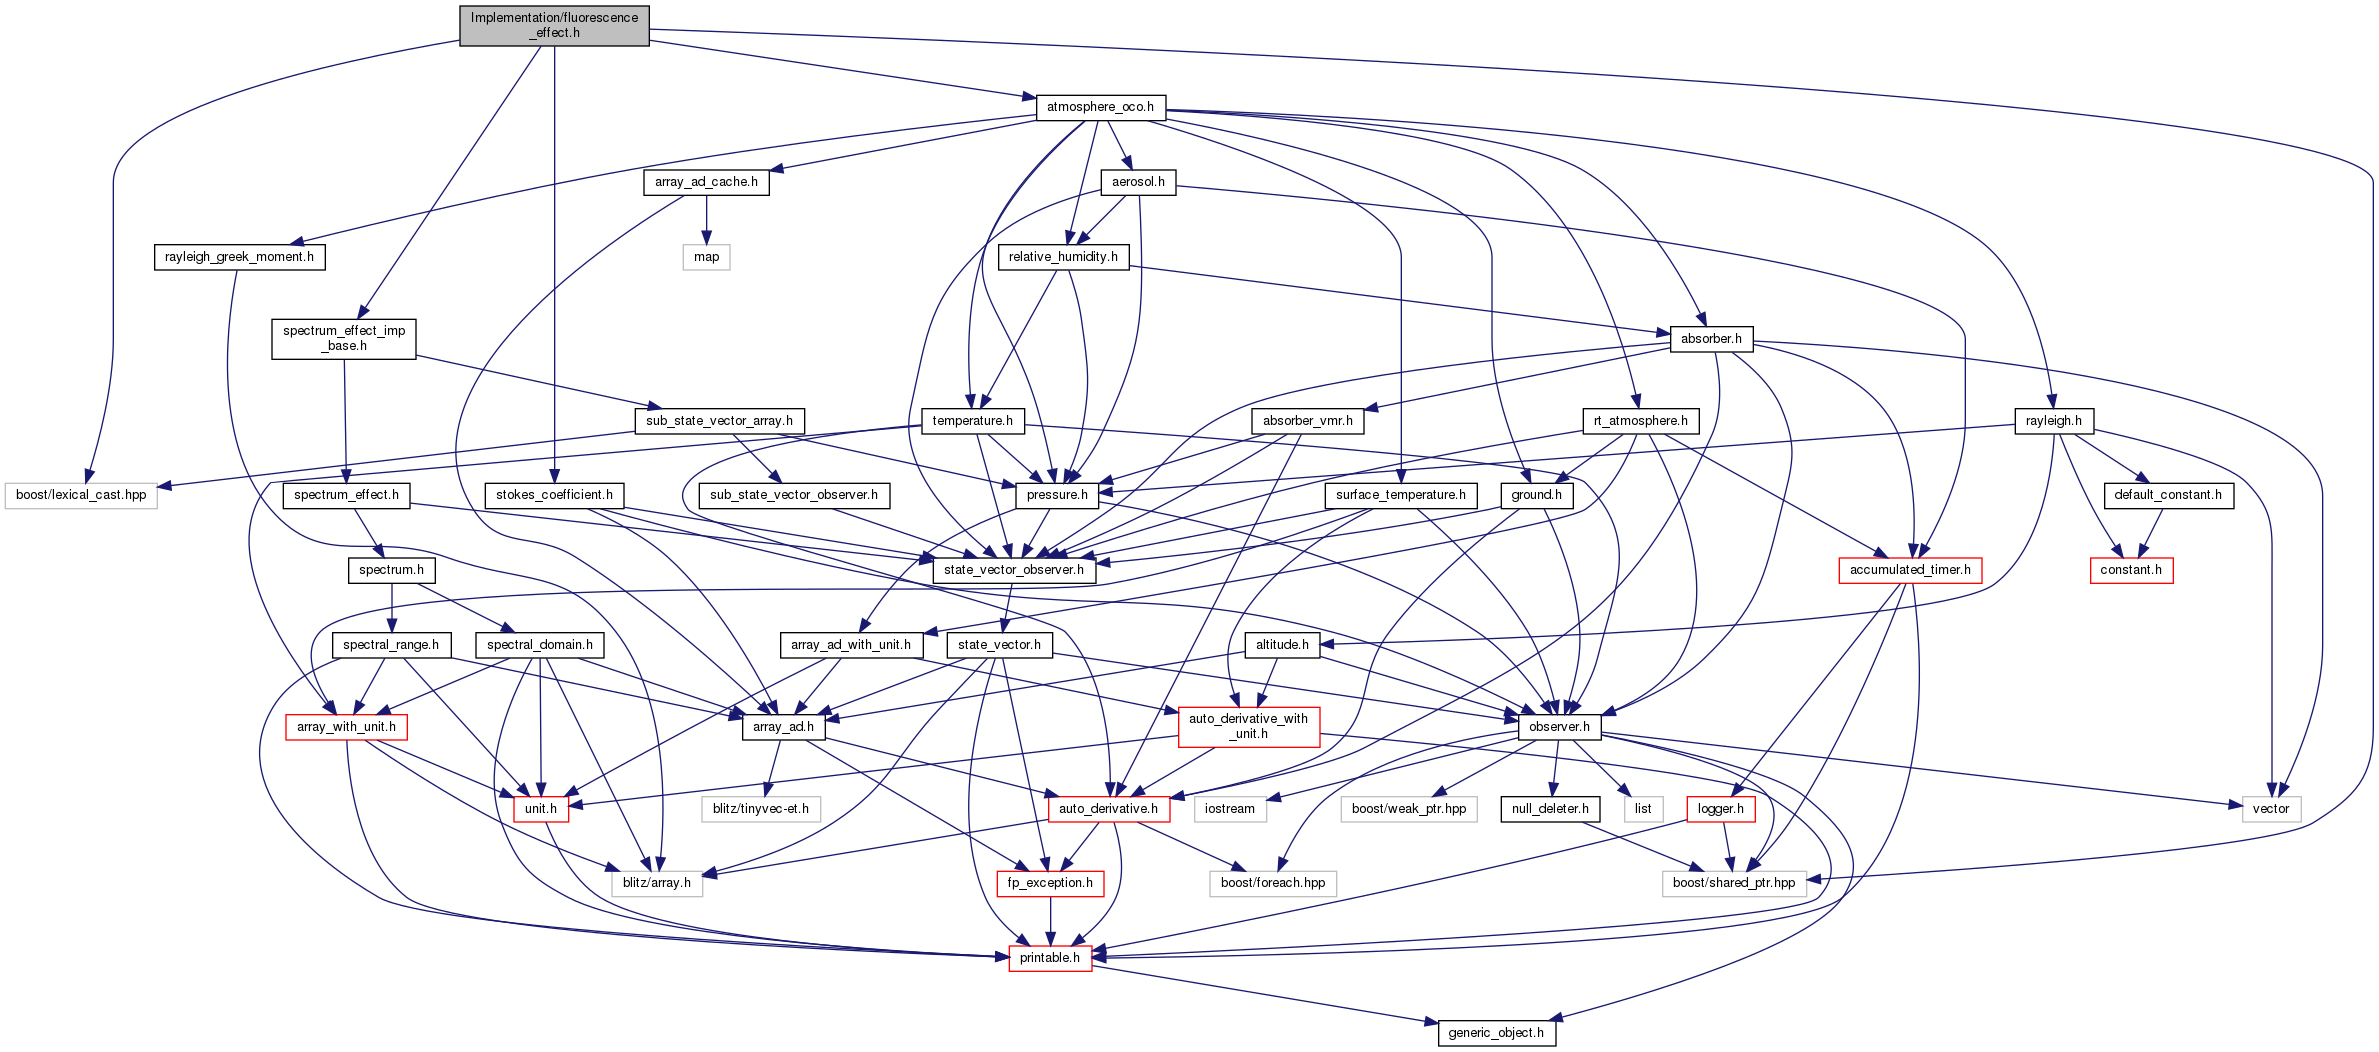 Implementation/fluorescence
_effect.h
atmosphere_oco.h
array_ad_cache.h
aerosol.h
rayleigh_greek_moment.h
map
relative_humidity.h
spectrum_effect_imp
_base.h
absorber.h
sub_state_vector_array.h
temperature.h
absorber_vmr.h
rt_atmosphere.h
rayleigh.h
boost/lexical_cast.hpp
spectrum_effect.h
stokes_coefficient.h
sub_state_vector_observer.h
pressure.h
surface_temperature.h
ground.h
default_constant.h
spectrum.h
state_vector_observer.h
accumulated_timer.h
constant.h
spectral_range.h
spectral_domain.h
array_ad_with_unit.h
state_vector.h
altitude.h
array_with_unit.h
array_ad.h
auto_derivative_with
_unit.h
observer.h
unit.h
blitz/tinyvec-et.h
auto_derivative.h
iostream
boost/weak_ptr.hpp
null_deleter.h
list
logger.h
vector
blitz/array.h
fp_exception.h
boost/foreach.hpp
boost/shared_ptr.hpp
printable.h
generic_object.h